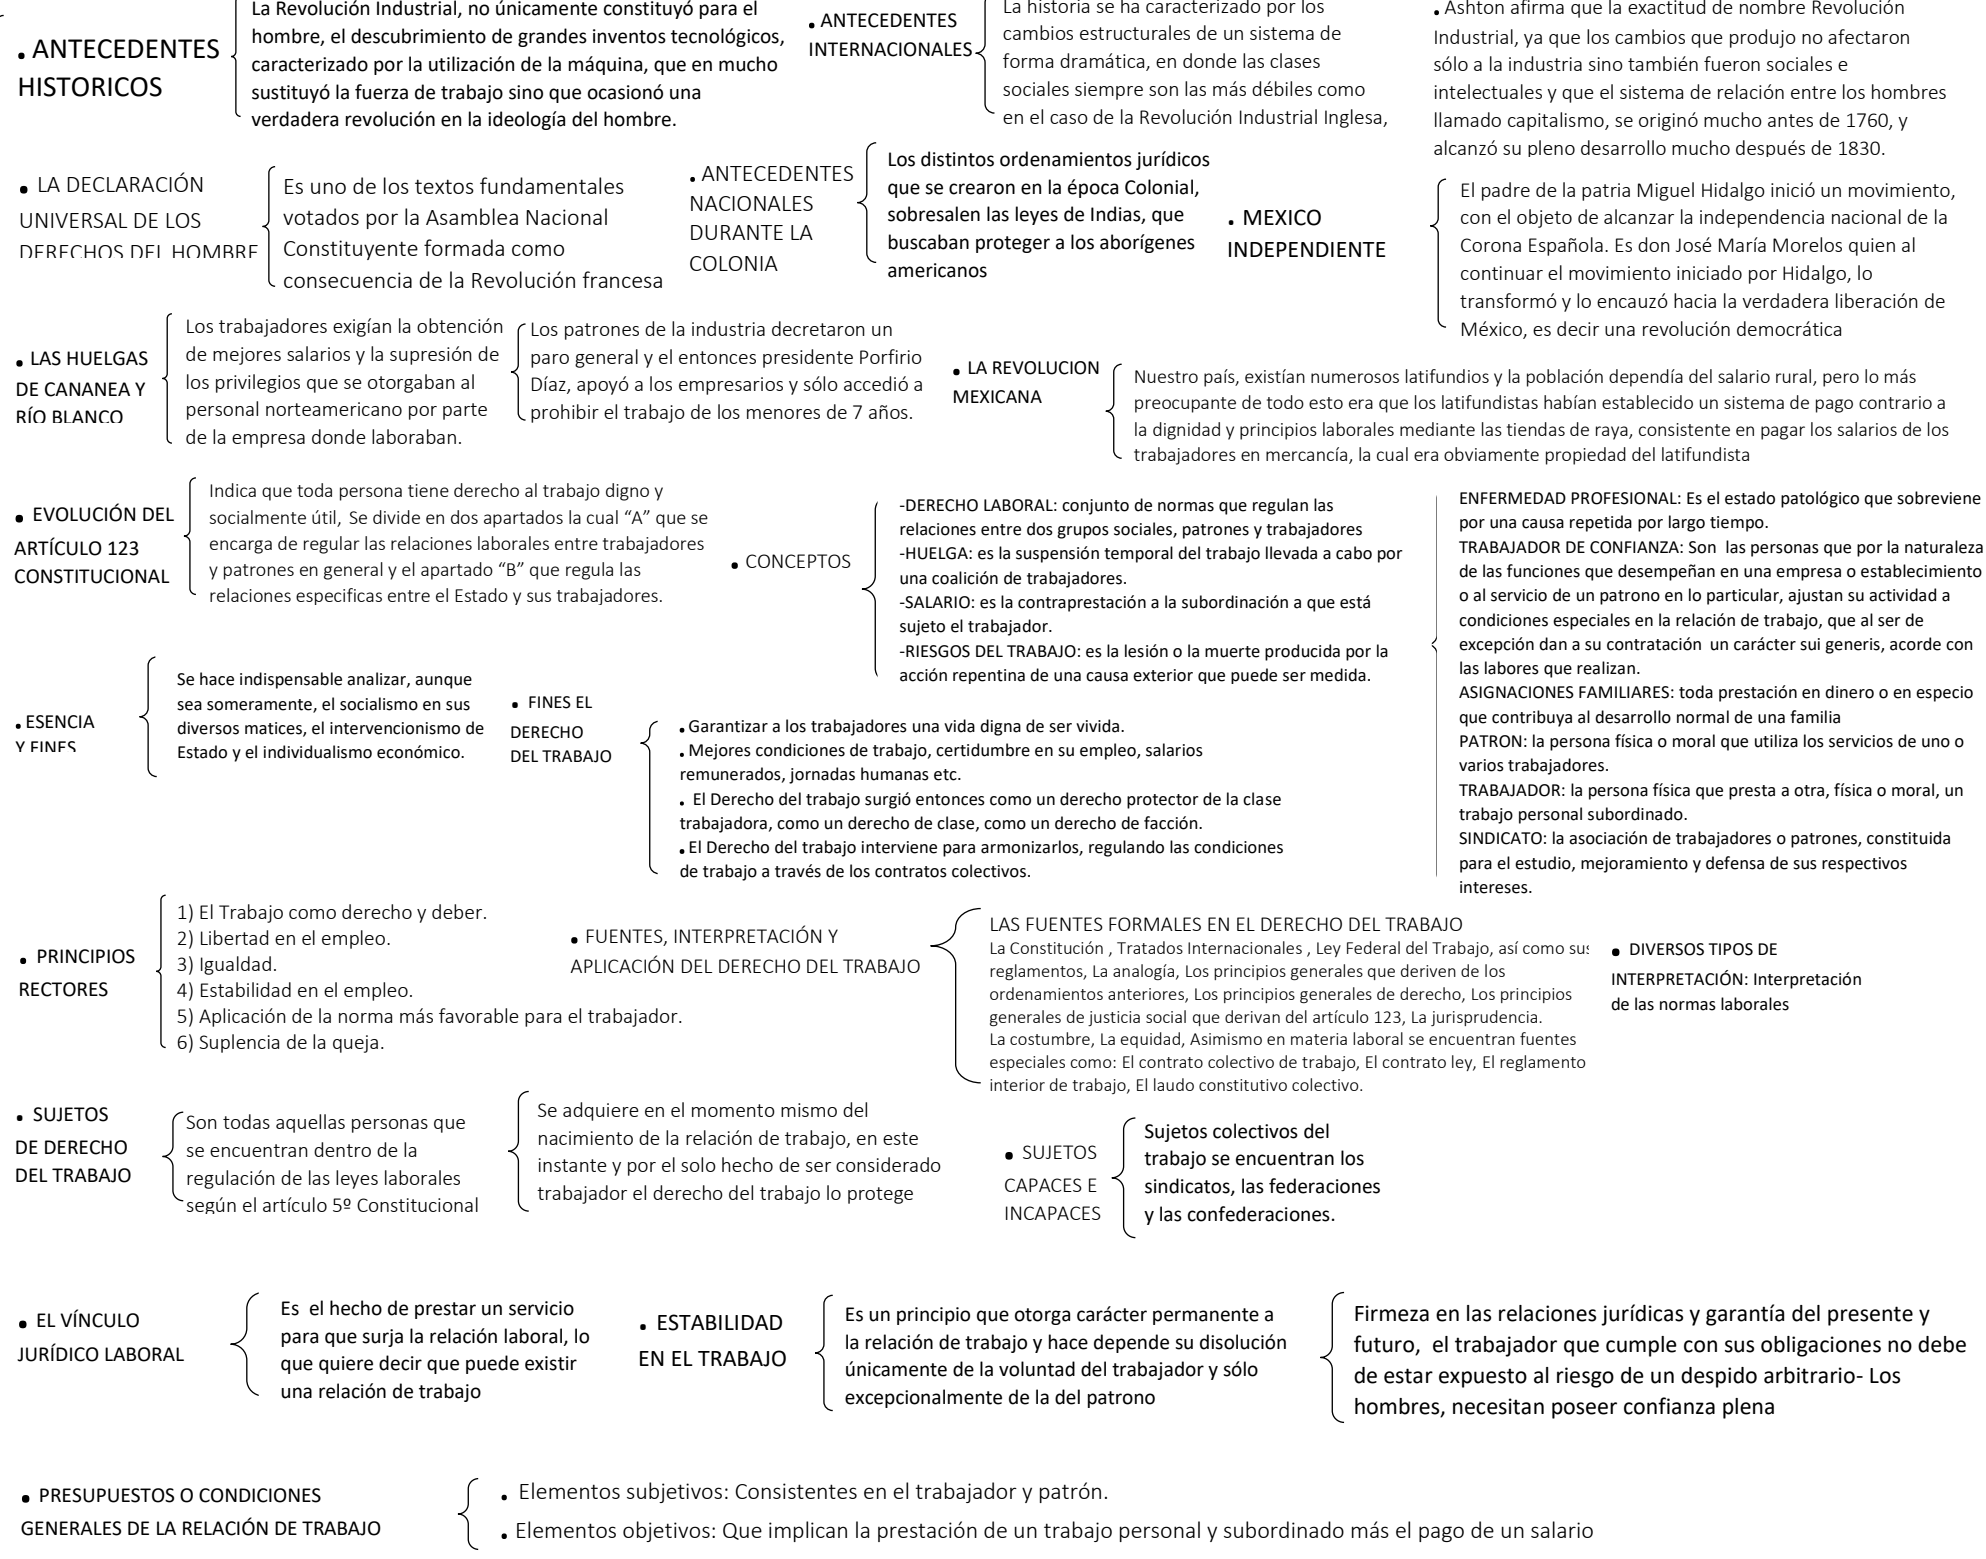 . ANTECEDENTES
HISTORICOS
La Revolución Industrial, no únicamente constituyó para el
hombre, el descubrimiento de grandes inventos tecnológicos,
caracterizado por la utilización de la máquina, que en mucho
sustituyó la fuerza de trabajo sino que ocasionó una
verdadera revolución en la ideología del hombre.
. ANTECEDENTES
INTERNACIONALES
La historia se ha caracterizado por los
cambios estructurales de un sistema de
forma dramática, en donde las clases
sociales siempre son las más débiles como
en el caso de la Revolución Industrial Inglesa,
. Ashton afirma que la exactitud de nombre Revolución
Industrial, ya que los cambios que produjo no afectaron
sólo a la industria sino también fueron sociales e
intelectuales y que el sistema de relación entre los hombres
llamado capitalismo, se originó mucho antes de 1760, y
alcanzó su pleno desarrollo mucho después de 1830.
• LA DECLARACIÓN
UNIVERSAL DE LOS
DERECHOS DEL HOMBRE
Es uno de los textos fundamentales
votados por la Asamblea Nacional
Constituyente formada como
consecuencia de la Revolución francesa
. ANTECEDENTES
NACIONALES
DURANTE LA
COLONIA
Los distintos ordenamientos jurídicos
que se crearon en la época Colonial,
sobresalen las leyes de Indias, que
buscaban proteger a los aborígenes
americanos
. MEXICO
INDEPENDIENTE
El padre de la patria Miguel Hidalgo inició un movimiento,
con el objeto de alcanzar la independencia nacional de la
Corona Española. Es don José María Morelos quien al
continuar el movimiento iniciado por Hidalgo, lo
transformó y lo encauzó hacia la verdadera liberación de
México, es decir una revolución democrática
. LAS HUELGAS
DE CANANEA Y
RÍO BLANCO
Los trabajadores exigían la obtención
de mejores salarios y la supresión de
los privilegios que se otorgaban al
personal norteamericano por parte
de la empresa donde laboraban.
Los patrones de la industria decretaron un
paro general y el entonces presidente Porfirio
Díaz, apoyó a los empresarios y sólo accedió a
prohibir el trabajo de los menores de 7 años.
• LA REVOLUCION
MEXICANA
Nuestro país, existían numerosos latifundios y la población dependía del salario rural, pero lo más
preocupante de todo esto era que los latifundistas habían establecido un sistema de pago contrario a
la dignidad y principios laborales mediante las tiendas de raya, consistente en pagar los salarios de los
trabajadores en mercancía, la cual era obviamente propiedad del latifundista
• EVOLUCIÓN DEL
ARTÍCULO 123
CONSTITUCIONAL
Indica que toda persona tiene derecho al trabajo digno y
socialmente útil, Se divide en dos apartados la cual “A” que se
encarga de regular las relaciones laborales entre trabajadores
y patrones en general y el apartado “B” que regula las
relaciones especificas entre el Estado y sus trabajadores.
• CONCEPTOS
-DERECHO LABORAL: conjunto de normas que regulan las
relaciones entre dos grupos sociales, patrones y trabajadores
-HUELGA: es la suspensión temporal del trabajo llevada a cabo por
una coalición de trabajadores.
-SALARIO: es la contraprestación a la subordinación a que está
sujeto el trabajador.
-RIESGOS DEL TRABAJO: es la lesión o la muerte producida por la
acción repentina de una causa exterior que puede ser medida.
ENFERMEDAD PROFESIONAL: Es el estado patológico que sobreviene
por una causa repetida por largo tiempo.
TRABAJADOR DE CONFIANZA: Son las personas que por la naturaleza
de las funciones que desempeñan en una empresa o establecimiento
o al servicio de un patrono en lo particular, ajustan su actividad a
condiciones especiales en la relación de trabajo, que al ser de
excepción dan a su contratación un carácter sui generis, acorde con
las labores que realizan.
ASIGNACIONES FAMILIARES: toda prestación en dinero o en especio
que contribuya al desarrollo normal de una familia
PATRON: la persona física o moral que utiliza los servicios de uno o
varios trabajadores.
TRABAJADOR: la persona física que presta a otra, física o moral, un
trabajo personal subordinado.
SINDICATO: la asociación de trabajadores o patrones, constituida
para el estudio, mejoramiento y defensa de sus respectivos
intereses.
. ESENCIA
Y FINES
Se hace indispensable analizar, aunque
sea someramente, el socialismo en sus
diversos matices, el intervencionismo de
Estado y el individualismo económico.
• FINES EL
DERECHO
DEL TRABAJO
. Garantizar a los trabajadores una vida digna de ser vivida.
. Mejores condiciones de trabajo, certidumbre en su empleo, salarios
remunerados, jornadas humanas etc.
. El Derecho del trabajo surgió entonces como un derecho protector de la clase
trabajadora, como un derecho de clase, como un derecho de facción.
. El Derecho del trabajo interviene para armonizarlos, regulando las condiciones
de trabajo a través de los contratos colectivos.
• PRINCIPIOS
RECTORES
1) El Trabajo como derecho y deber.
2) Libertad en el empleo.
3) Igualdad.
4) Estabilidad en el empleo.
5) Aplicación de la norma más favorable para el trabajador.
6) Suplencia de la queja.
• FUENTES, INTERPRETACIÓN Y
APLICACIÓN DEL DERECHO DEL TRABAJO
LAS FUENTES FORMALES EN EL DERECHO DEL TRABAJO
La Constitución , Tratados Internacionales , Ley Federal del Trabajo, así como sus
reglamentos, La analogía, Los principios generales que deriven de los
ordenamientos anteriores, Los principios generales de derecho, Los principios
generales de justicia social que derivan del artículo 123, La jurisprudencia.
La costumbre, La equidad, Asimismo en materia laboral se encuentran fuentes
especiales como: El contrato colectivo de trabajo, El contrato ley, El reglamento
interior de trabajo, El laudo constitutivo colectivo.
• DIVERSOS TIPOS DE
INTERPRETACIÓN: Interpretación
de las normas laborales
• SUJETOS
DE DERECHO
DEL TRABAJO
Son todas aquellas personas que
se encuentran dentro de la
regulación de las leyes laborales
según el artículo 5º Constitucional
Se adquiere en el momento mismo del
nacimiento de la relación de trabajo, en este
instante y por el solo hecho de ser considerado
trabajador el derecho del trabajo lo protege
• SUJETOS
CAPACES E
INCAPACES
Sujetos colectivos del
trabajo se encuentran los
sindicatos, las federaciones
y las confederaciones.
• EL VÍNCULO
JURÍDICO LABORAL
Es el hecho de prestar un servicio
para que surja la relación laboral, lo
que quiere decir que puede existir
una relación de trabajo
. ESTABILIDAD
EN EL TRABAJO
Es un principio que otorga carácter permanente a
la relación de trabajo y hace depende su disolución
únicamente de la voluntad del trabajador y sólo
excepcionalmente de la del patrono
Firmeza en las relaciones jurídicas y garantía del presente y
futuro, el trabajador que cumple con sus obligaciones no debe
de estar expuesto al riesgo de un despido arbitrario- Los
hombres, necesitan poseer confianza plena
• PRESUPUESTOS O CONDICIONES
GENERALES DE LA RELACIÓN DE TRABAJO
. Elementos subjetivos: Consistentes en el trabajador y patrón.
. Elementos objetivos: Que implican la prestación de un trabajo personal y subordinado más el pago de un salario